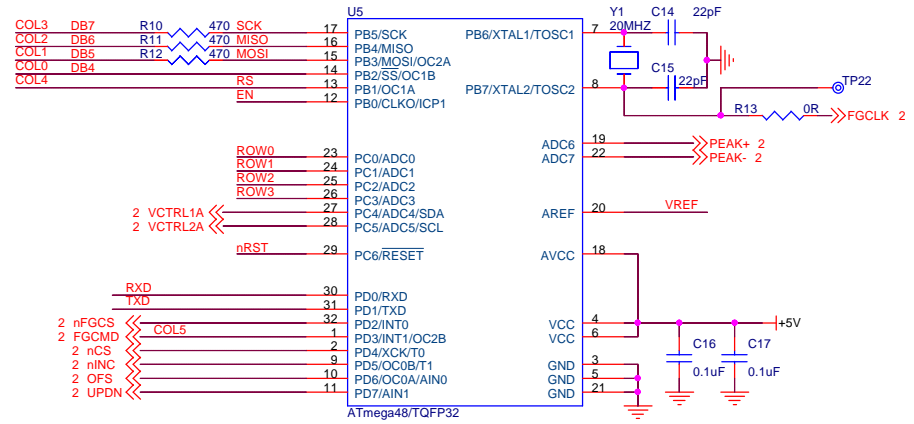 U5
COL3 DB7 R10 470 SCK 17 PB5/SCK
COL2 DB6 R11 470 MISO 16 PB4/MISO
COL1 DB5 R12 470 MOSI 15 PB3/MOSI/OC2A
COL0 DB4 14 PB2/SS/OC1B
COL4 RS 13 PB1/OC1A
EN 12 PB0/CLKO/ICP1
ROW0 23 PC0/ADC0
ROW1 24 PC1/ADC1
ROW2 25 PC2/ADC2
ROW3 26 PC3/ADC3
2 VCTRL1A 27 PC4/ADC4/SDA
2 VCTRL2A 28 PC5/ADC5/SCL
nRST 29 PC6/RESET
RXD 30 PD0/RXD
TXD 31 PD1/TXD
2 nFGCS 32 PD2/INT0
2 FGCMD COL5 1 PD3/INT1/OC2B
2 nCS 2 PD4/XCK/T0
2 nINC 9 PD5/OC0B/T1
2 OFS 10 PD6/OC0A/AIN0
2 UPDN 11 PD7/AIN1
ATmega48/TQFP32
PB6/XTAL1/TOSC1 7
Y1
20MHZ
C14 22pF
C15
22pF
PB7/XTAL2/TOSC2 8
TP22
R13 0R FGCLK 2
ADC6 19 PEAK+ 2
ADC7 22 PEAK- 2
AREF 20 VREF
AVCC 18
VCC 4 +5V
VCC 6
C16
0.1uF
C17
0.1uF
GND 3
GND 5
GND 21